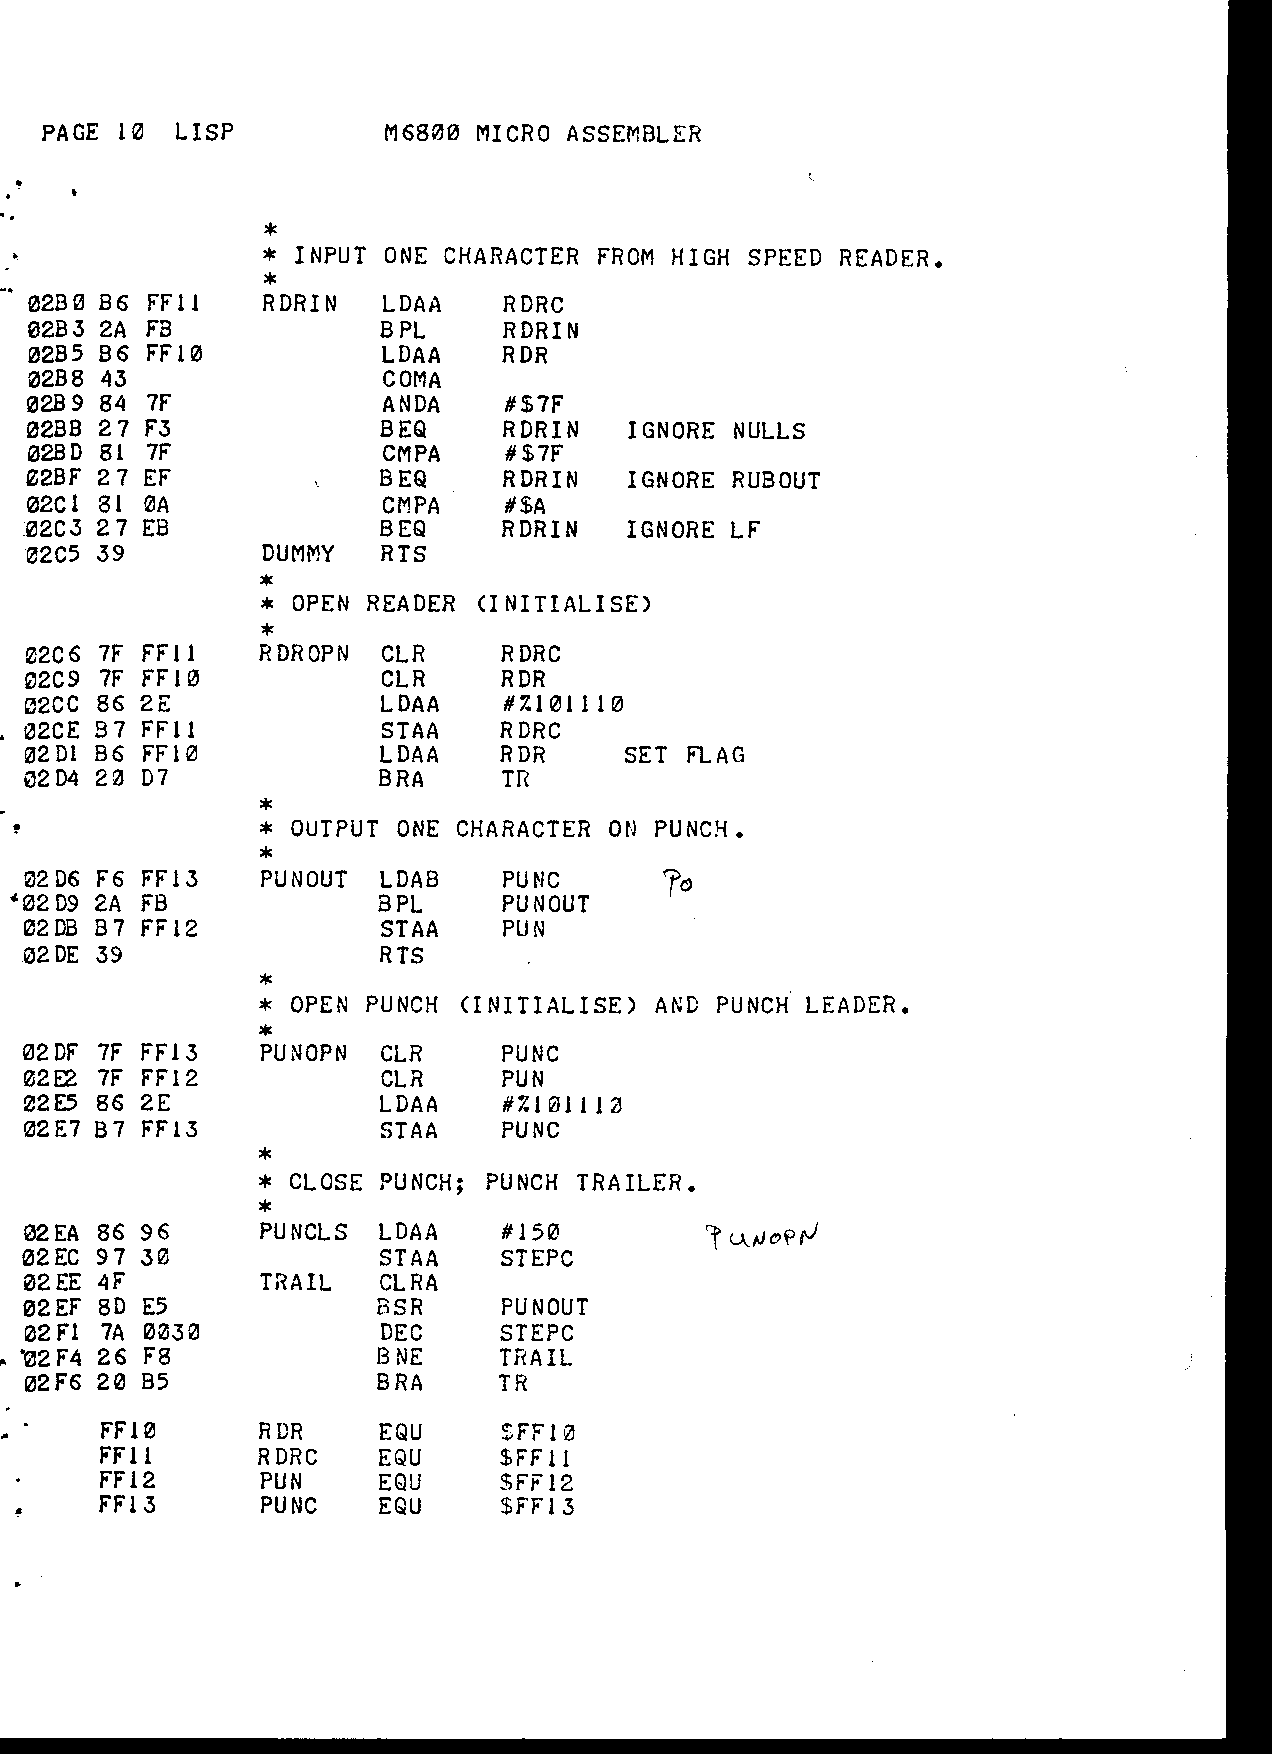 PAGE 10  LISP          M6800 MICRO ASSEMBLER
*
* INPUT ONE CHARACTER FROM HIGH SPEED READER.
*
02B0 B6 FF11    RDRIN   LDAA    RDRC
02B3 2A FB              BPL     RDRIN
02B5 B6 FF10            LDAA    RDR
02B8 43                 COMA
02B9 84 7F              ANDA    #$7F
02BB 27 F3              BEQ     RDRIN   IGNORE NULLS
02BD 81 7F              CMPA    #$7F
02BF 27 EF              BEQ     RDRIN   IGNORE RUBOUT
02C1 81 0A              CMPA    #$A
02C3 27 EB              BEQ     RDRIN   IGNORE LF
02C5 39         DUMMY   RTS
*
* OPEN READER (INITIALISE)
*
02C6 7F FF11    RDROPN  CLR     RDRC
02C9 7F FF10            CLR     RDR
02CC 86 2E              LDAA    #%101110
02CE B7 FF11            STAA    RDRC
02D1 B6 FF10            LDAA    RDR     SET FLAG
02D4 20 D7              BRA     TR
*
* OUTPUT ONE CHARACTER ON PUNCH.
*
02D6 F6 FF13    PUNOUT  LDAB    PUNC    Po
02D9 2A FB              BPL     PUNOUT
02DB B7 FF12            STAA    PUN
02DE 39                 RTS
*
* OPEN PUNCH (INITIALISE) AND PUNCH LEADER.
*
02DF 7F FF13    PUNOPN  CLR     PUNC
02E2 7F FF12            CLR     PUN
02E5 86 2E              LDAA    #%101110
02E7 B7 FF13            STAA    PUNC
*
* CLOSE PUNCH; PUNCH TRAILER.
*
02EA 86 96      PUNCLS  LDAA    #150    PUNOPN
02EC 97 30              STAA    STEPC
02EE 4F         TRAIL   CLRA
02EF 8D E5              BSR     PUNOUT
02F1 7A 0030            DEC     STEPC
02F4 26 F8              BNE     TRAIL
02F6 20 B5              BRA     TR
FF10       RDR     EQU     $FF10
FF11       RDRC    EQU     $FF11
FF12       PUN     EQU     $FF12
FF13       PUNC    EQU     $FF13